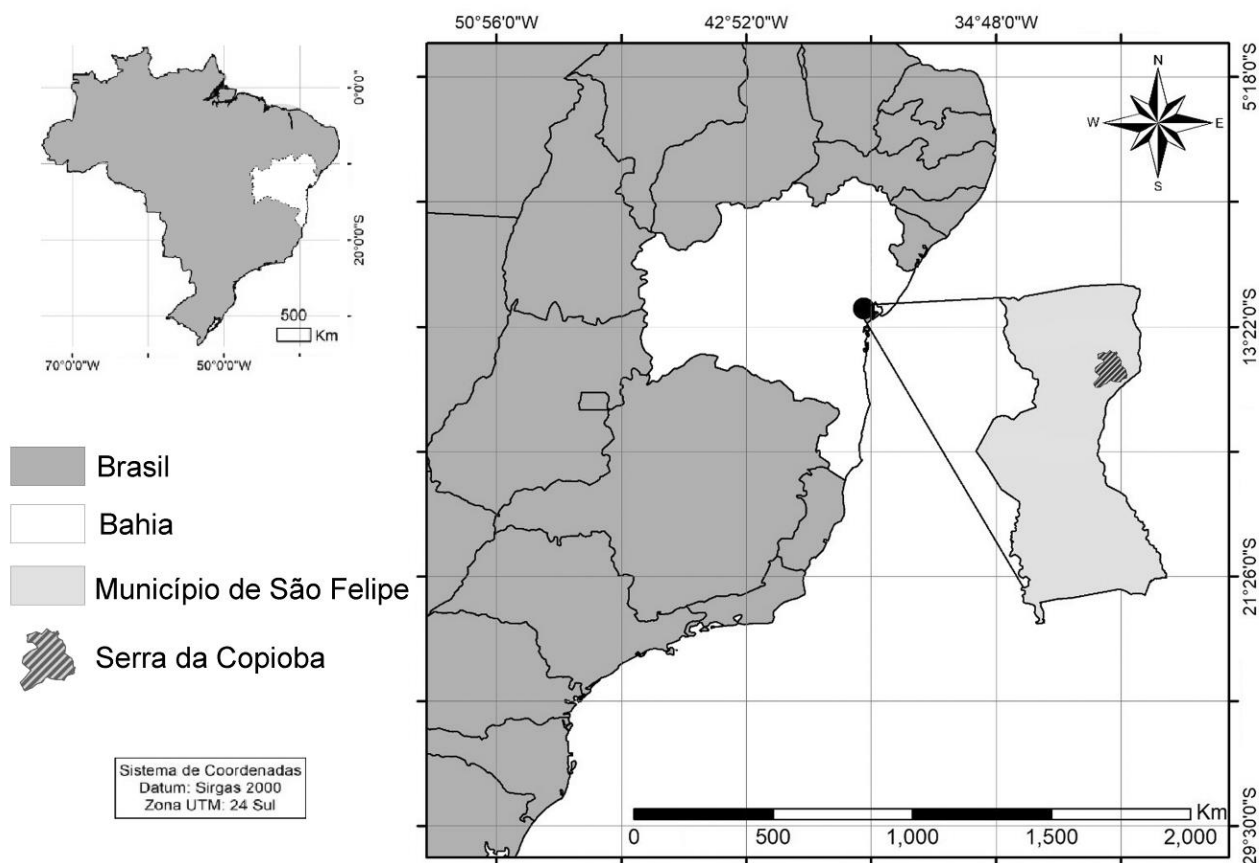 50°56'0"W
42°52'0"W
34°48'0"W
0°0'0"
20°0'0"S
500
Km
70°0'0"W
50°0'0"W
N
W
E
S
5°18'0"S
13°22'0"S
21°26'0"S
29°30'0"S
Brasil
Bahia
Município de São Felipe
Serra da Copioba
Sistema de Coordenadas
Datum: Sirgas 2000
Zona UTM: 24 Sul
Km
0 500 1,000 1,500 2,000